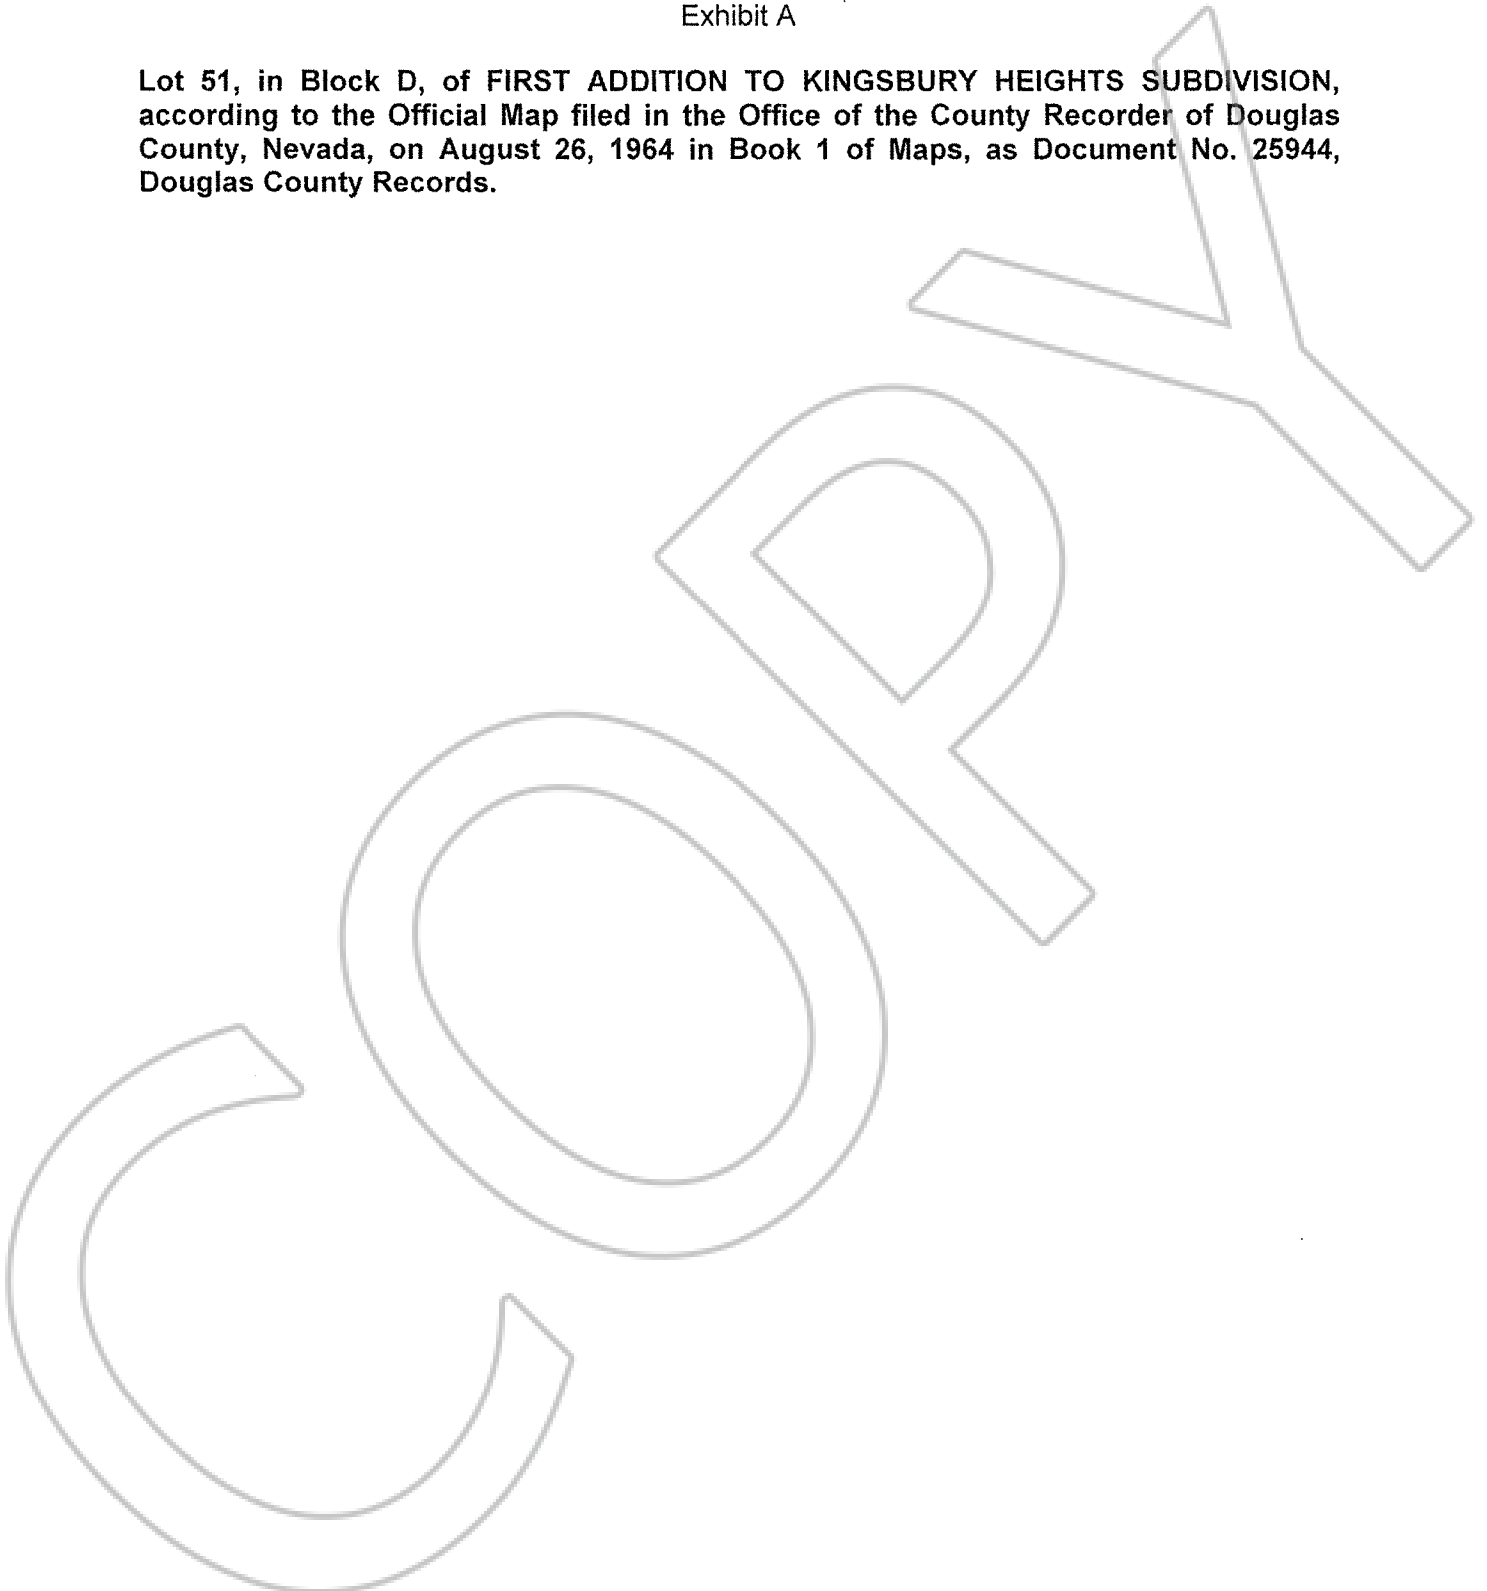 Exhibit A
Lot 51, in Block D, of FIRST ADDITION TO KINGSBURY HEIGHTS SUBDIVISION,
according to the Official Map filed in the Office of the County Recorder of Douglas
County, Nevada, on August 26, 1964 in Book 1 of Maps, as Document No. 25944,
Douglas County Records.
COPY